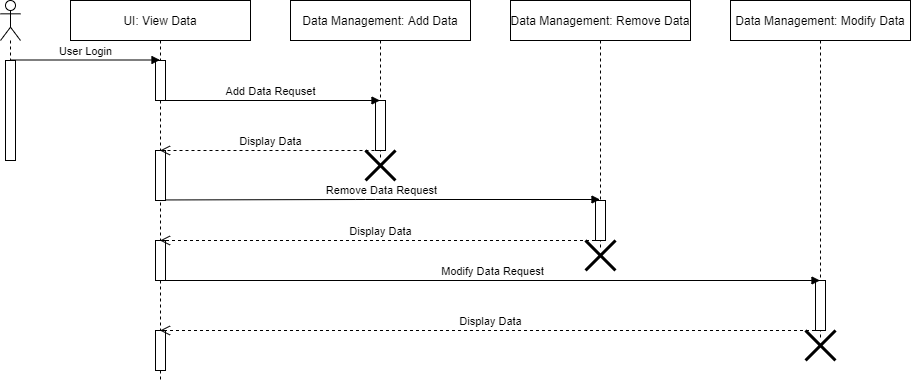 UI: View Data
Data Management: Add Data
Data Management: Remove Data
Data Management: Modify Data
User Login
Add Data Requset
Display Data
Remove Data Request
Display Data
Modify Data Request
Display Data